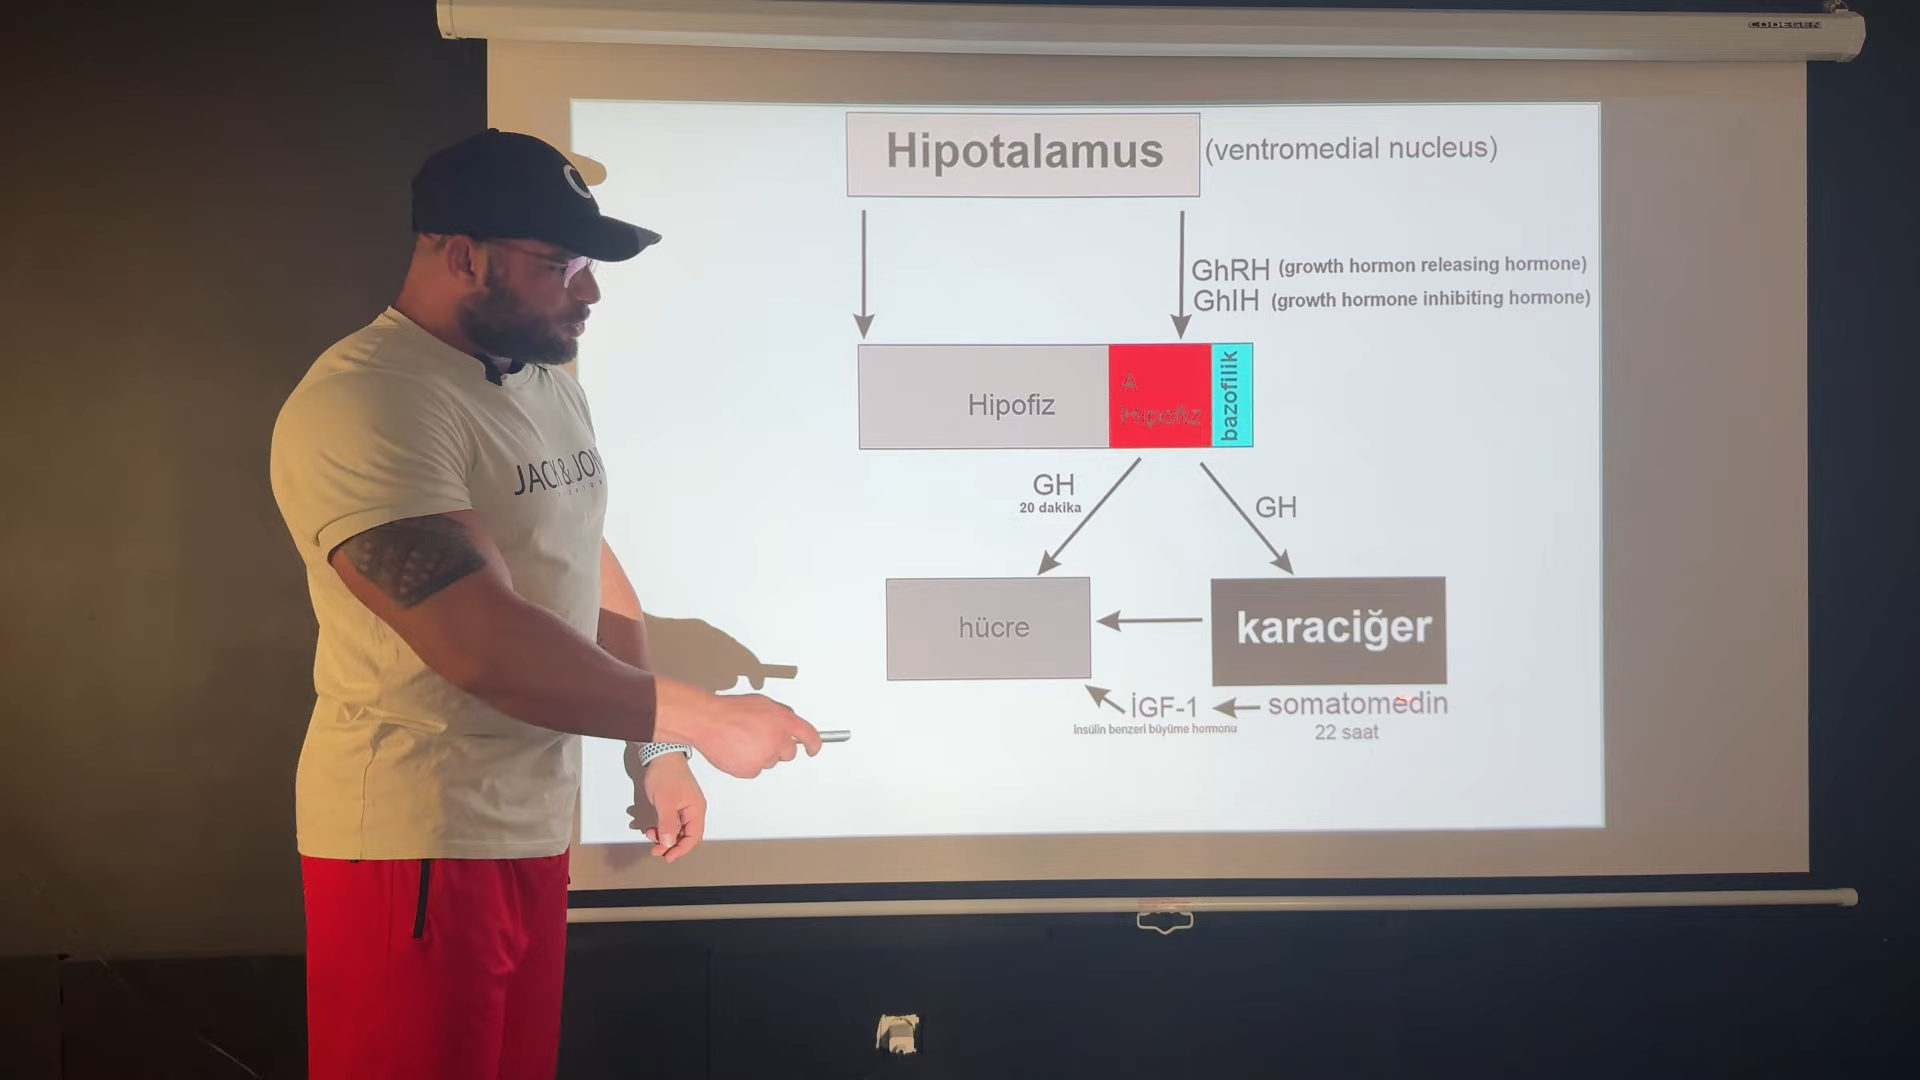 CODEGEN
Hipotalamus (ventromedial nucleus)
GhRH (growth hormon releasing hormone)
GhIH (growth hormone inhibiting hormone)
Hipofiz
A
Hipofiz
bazofilik
GH
20 dakika
GH
hücre
karaciğer
İGF-1
insülin benzeri büyüme hormonu
somatomedin
22 saat
JACK & JON